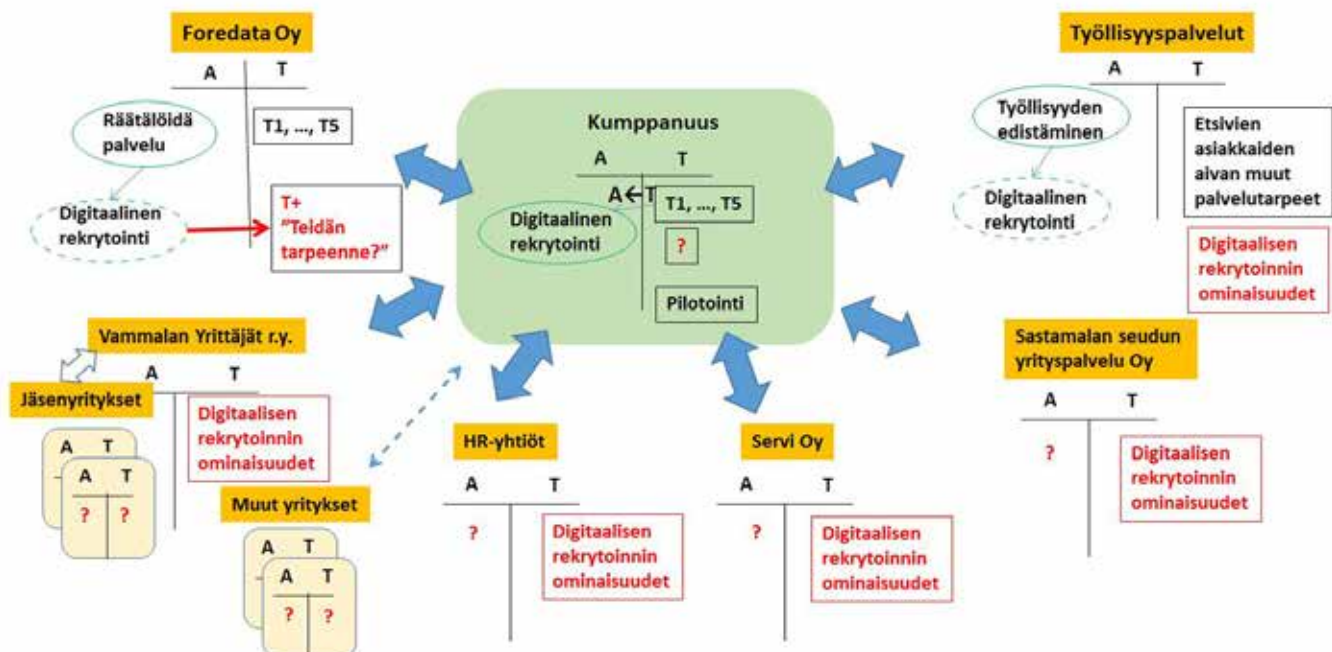 Foredata Oy
A T
Räätälöidä
palvelu
T1, ..., T5
Digitaalinen
rekrytointi
T+
"Teidän
tarpeenne?"
Kumppanuus
A T
A←T
Digitaalinen
rekrytointi
T1, ..., T5
?
Pilotointi
Työllisyyspalvelut
A T
Työllisyyden
edistäminen
Digitaalinen
rekrytointi
Etsivien
asiakkaiden
aivan muut
palvelutarpeet
Digitaalisen
rekrytoinnin
ominaisuudet
Vammalan Yrittäjät r.y.
A T
Digitaalisen
rekrytoinnin
ominaisuudet
Jäsenyritykset
A T
A T
? ?
Muut yritykset
A T
A T
? ?
HR-yhtiöt
A T
?
Digitaalisen
rekrytoinnin
ominaisuudet
Servi Oy
A T
?
Digitaalisen
rekrytoinnin
ominaisuudet
Sastamalan seudun
yrityspalvelu Oy
A T
?
Digitaalisen
rekrytoinnin
ominaisuudet